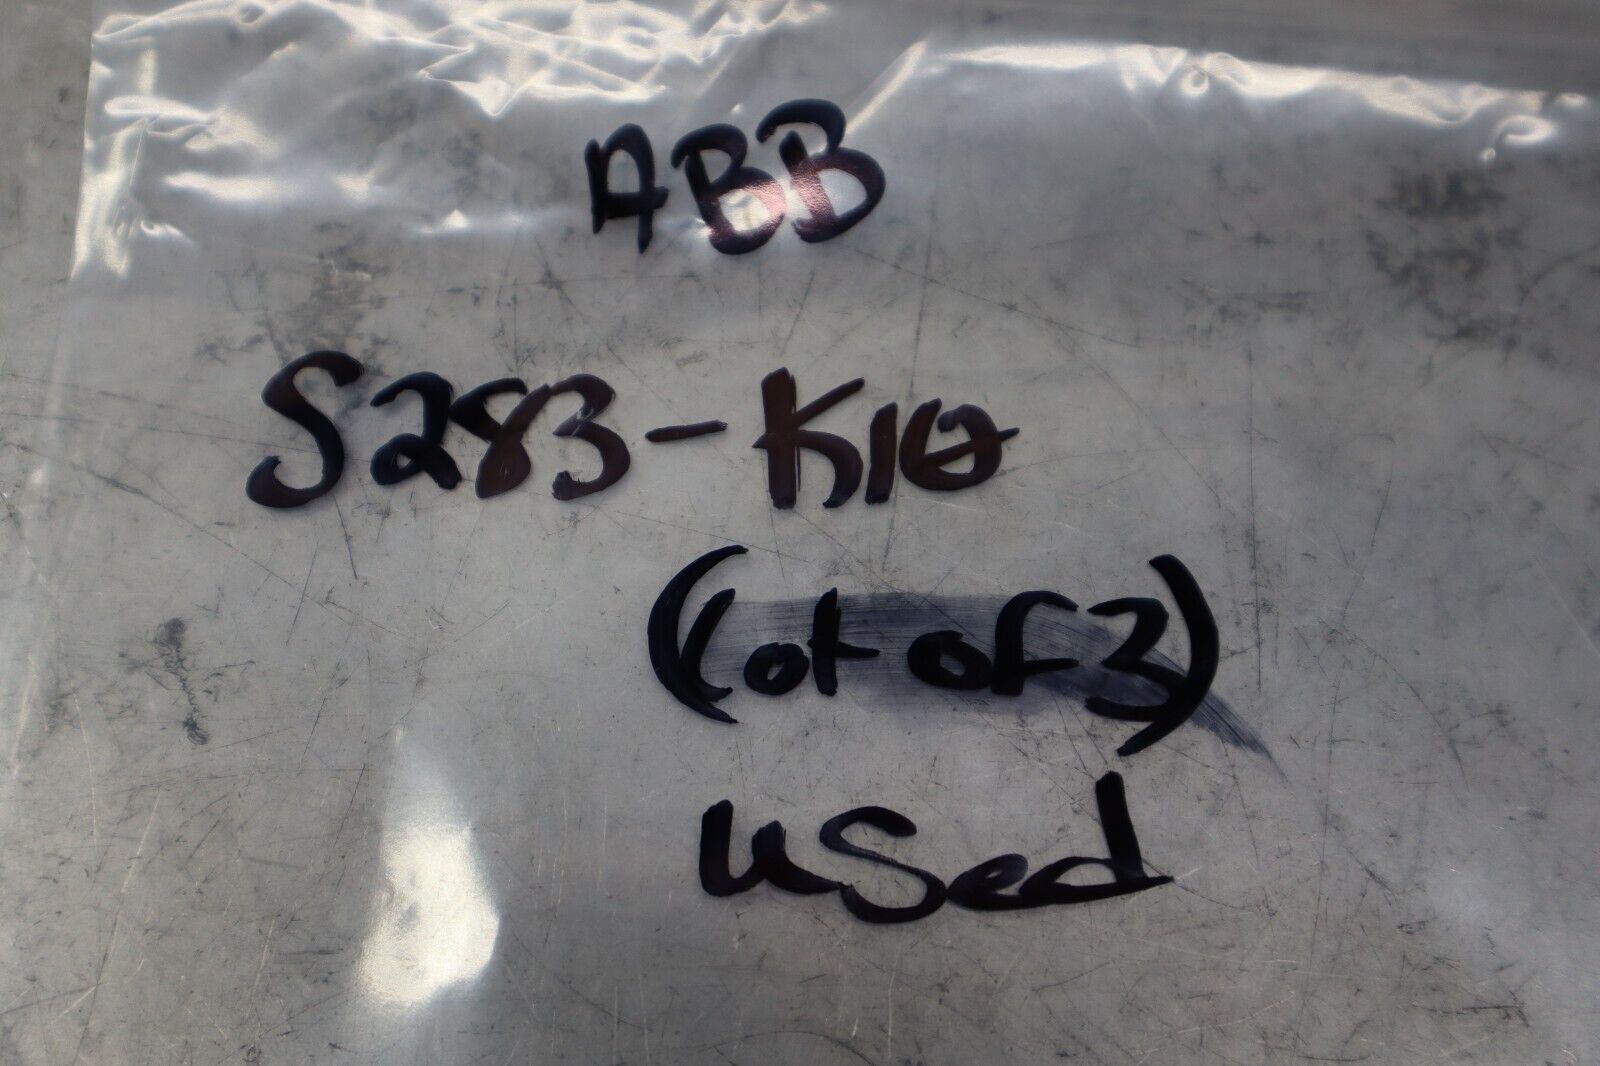 ABB
S283-K10
(Lot of 3)
used